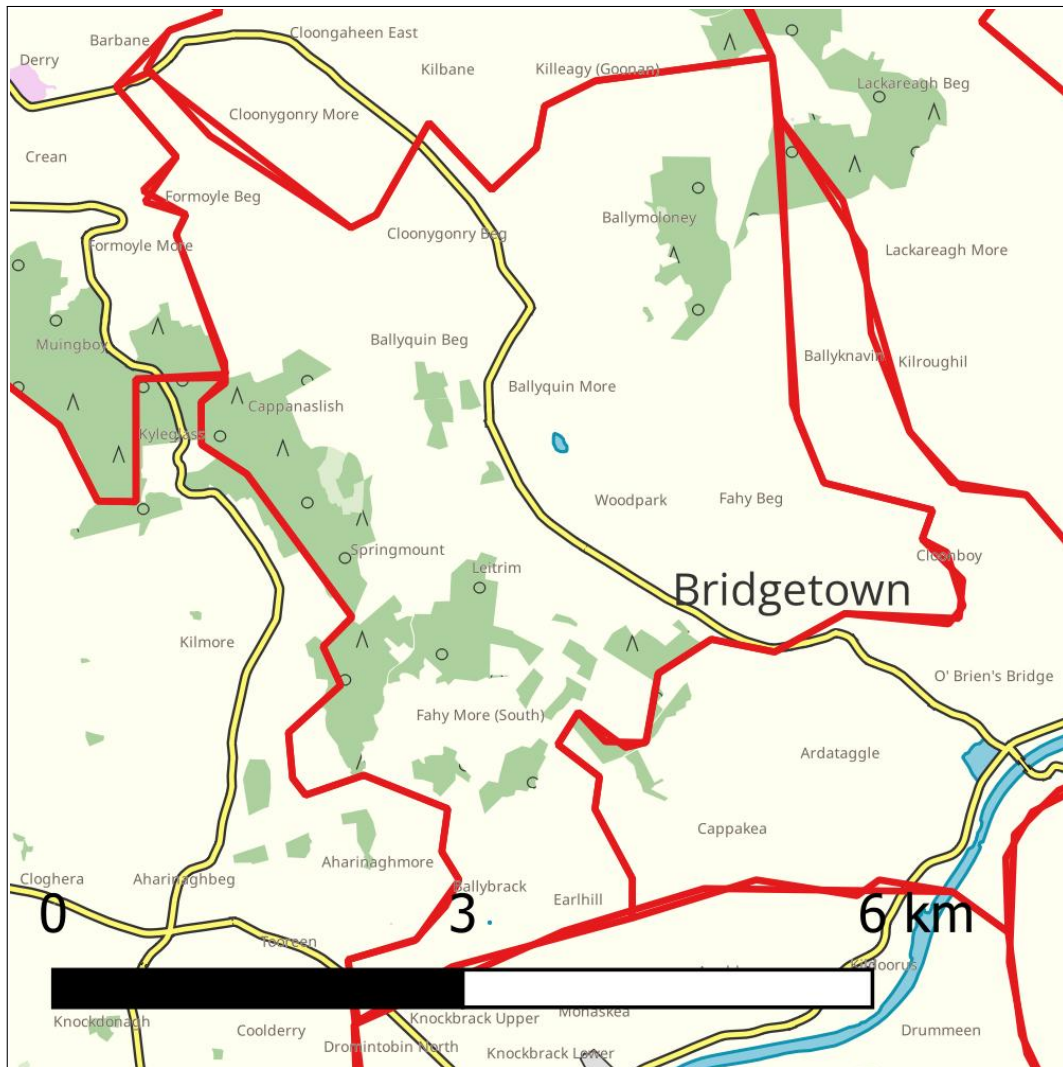 Cloongaheen East
Barbane
Derry
Kilbane
Killeagy (Goonan)
Lackareagh Beg
Cloonygonry More
Crean
Formoyle Beg
Ballymoloney
Cloonygonry Beg
Formoyle More
Lackareagh More
Muingboy
Ballyquin Beg
Ballyknavin
Kilroughil
Ballyquin More
Cappanaslish
Kyleglass
Woodpark
Fahy Beg
Springmount
Cloonboy
Leitrim
Bridgetown
Kilmore
O' Brien's Bridge
Fahy More (South)
Ardataggle
Cappakea
Aharinaghmore
Cloghera
Aharinaghbeg
Ballybrack
Earlhill
0
3
6 km
Tooreen
Kildoorus
Knockdonagh
Coolderry
Knockbrack Upper
Monaskea
Drummeen
Dromintobin North
Knockbrack Lower